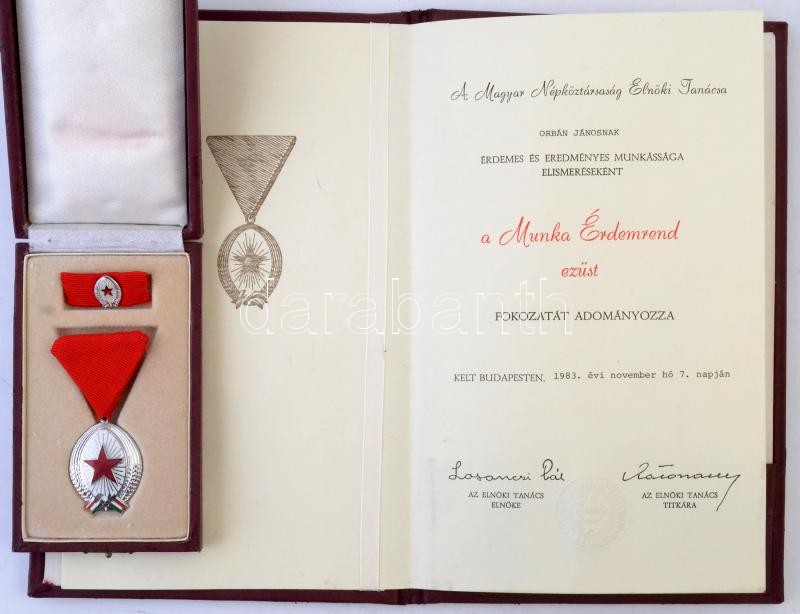 A Magyar Népköztársaság Elnöki Tanácsa
ORBÁN JÁNOSNAK
ÉRDEMES ÉS EREDMÉNYES MUNKÁSSÁGA
ELISMERÉSEKÉNT
a Munka Érdemrend
ezüst
darabanth
FOKOZATÁT ADOMÁNYOZZA
KELT BUDAPESTEN, 1983. évi november hó 7. napján
Losonczi Pál
AZ ELNÖKI TANÁCS
ELNÖKE
AZ ELNÖKI TANÁCS
TITKÁRA